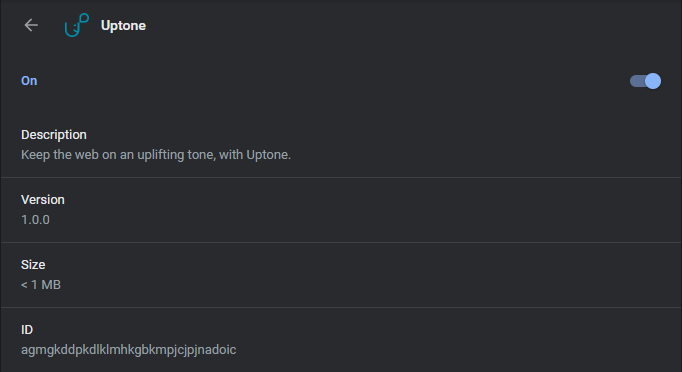 Uptone
On
Description
Keep the web on an uplifting tone, with Uptone.
Version
1.0.0
Size
< 1 MB
ID
agmgkddpkdlklmhkgbkmpjcjpjnadoic